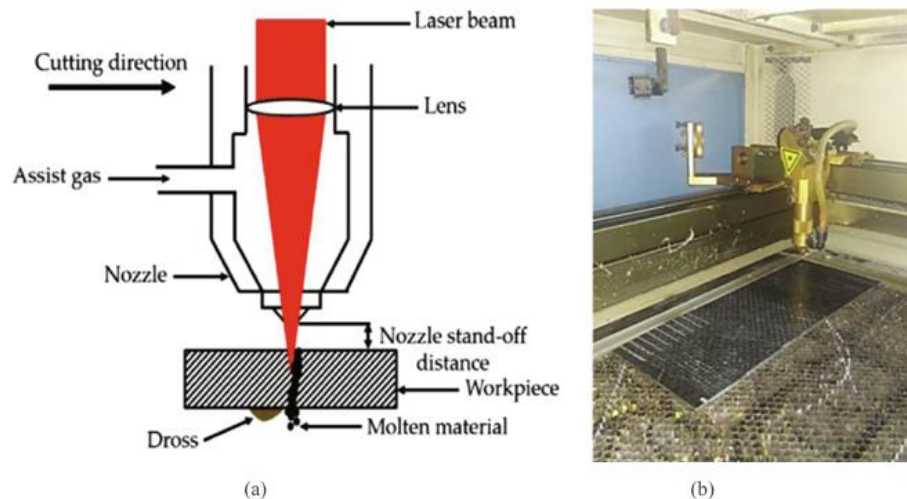 Laser beam
Cutting direction
Lens
Assist gas
Nozzle
Nozzle stand-off
distance
Workpiece
Dross
Molten material
(a)
(b)